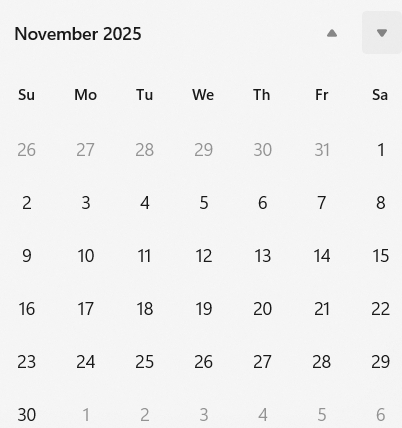 November 2025
Su Mo Tu We Th Fr Sa
26 27 28 29 30 31 1
2 3 4 5 6 7 8
9 10 11 12 13 14 15
16 17 18 19 20 21 22
23 24 25 26 27 28 29
30 1 2 3 4 5 6